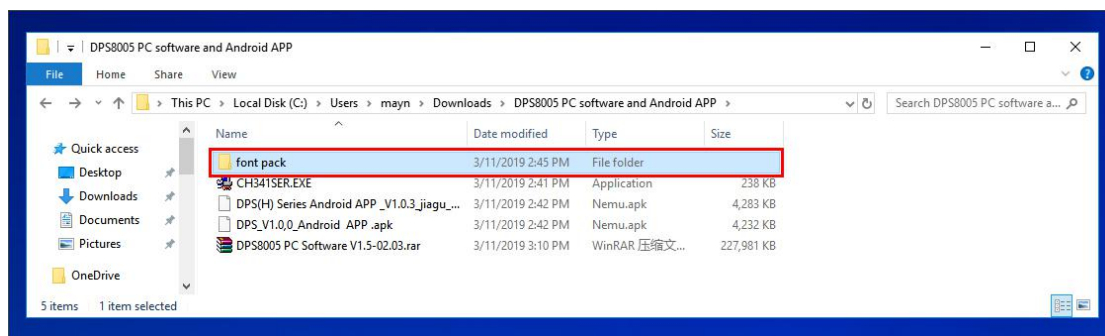 DPS8005 PC software and Android APP
File Home Share View
This PC > Local Disk (C:) > Users > mayn > Downloads > DPS8005 PC software and Android APP > Search DPS8005 PC software a...
Name Date modified Type Size
Quick access
Desktop
Downloads
Documents
Pictures
OneDrive
font pack 3/11/2019 2:45 PM File folder
CH341SER.EXE 3/11/2019 2:41 PM Application 238 KB
DPS(H) Series Android APP _V1.0.3_jiagu_... 3/11/2019 2:42 PM Nemu.apk 4,283 KB
DPS_V1.0,0_Android APP .apk 3/11/2019 2:42 PM Nemu.apk 4,232 KB
DPS8005 PC Software V1.5-02.03.rar 3/11/2019 3:10 PM WinRAR 压缩文... 227,981 KB
5 items 1 item selected